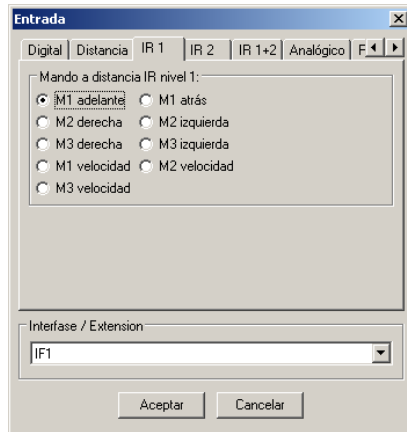 Entrada
Digital Distancia IR 1 IR 2 IR 1+2 Analógico F
Mando a distancia IR nivel 1:
M1 adelante M1 atrás
M2 derecha M2 izquierda
M3 derecha M3 izquierda
M1 velocidad M2 velocidad
M3 velocidad
Interfase / Extension
IF1
Aceptar Cancelar